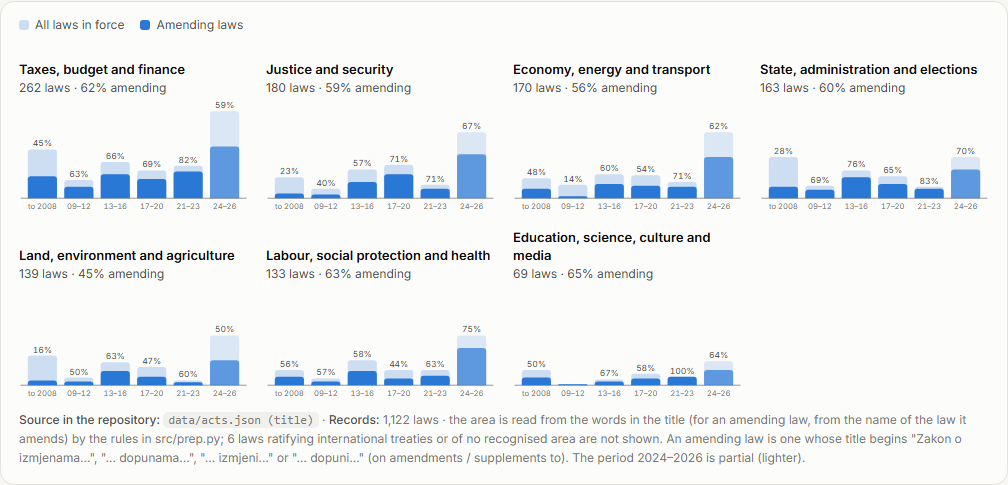 All laws in force
Amending laws
Taxes, budget and finance
262 laws · 62% amending
45%
63%
66%
69%
82%
59%
to 2008
09–12
13–16
17–20
21–23
24–26
Justice and security
180 laws · 59% amending
23%
40%
57%
71%
71%
67%
to 2008
09–12
13–16
17–20
21–23
24–26
Economy, energy and transport
170 laws · 56% amending
48%
14%
60%
54%
71%
62%
to 2008
09–12
13–16
17–20
21–23
24–26
State, administration and elections
163 laws · 60% amending
28%
69%
76%
65%
83%
70%
to 2008
09–12
13–16
17–20
21–23
24–26
Land, environment and agriculture
139 laws · 45% amending
16%
50%
63%
47%
60%
50%
to 2008
09–12
13–16
17–20
21–23
24–26
Labour, social protection and health
133 laws · 63% amending
56%
57%
58%
44%
63%
75%
to 2008
09–12
13–16
17–20
21–23
24–26
Education, science, culture and
media
69 laws · 65% amending
50%
67%
58%
100%
64%
to 2008
09–12
13–16
17–20
21–23
24–26
Source in the repository: data/acts.json (title) · Records: 1,122 laws · the area is read from the words in the title (for an amending law, from the name of the law it
amends) by the rules in src/prep.py; 6 laws ratifying international treaties or of no recognised area are not shown. An amending law is one whose title begins "Zakon o
izmjenama...", "... dopunama...", "... izmjeni..." or "... dopuni..." (on amendments / supplements to). The period 2024–2026 is partial (lighter).